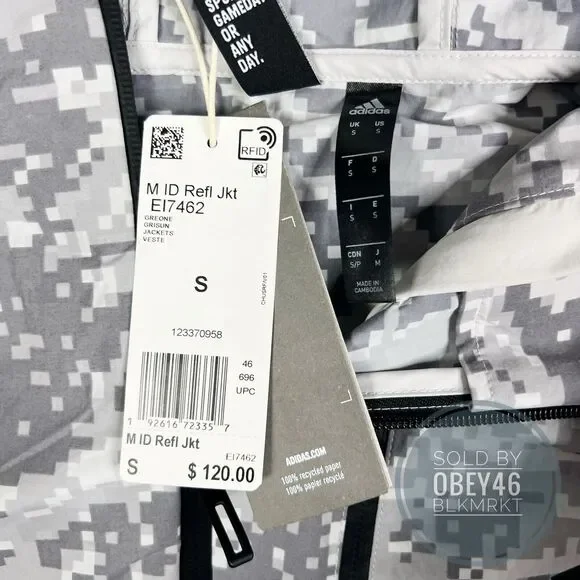 GAMEDAY
OR
ANY
DAY.
RFID
M ID Refl Jkt
EI7462
GREONE
GRISUN
JACKETS
VESTE
S
CHUSRFIU01
123370958
46
696
UPC
1 92616 72335 7
M ID Refl Jkt
EI7462
S
$ 120.00
adidas
UK US
S S
F D
S S
I E
S S
CDN J
S/P M
MADE IN
CAMBODIA
ADIDAS.COM
100% recycled paper
100% papier recyclé
SOLD BY
OBEY46
BLKMRKT